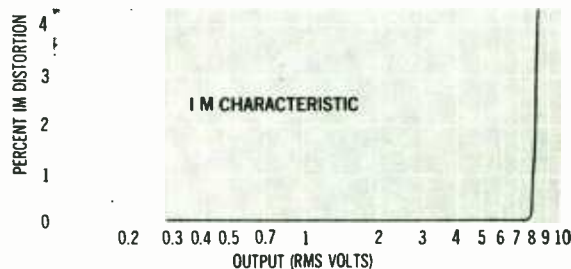 PERCENT IM DISTORTION
4
3
2
1
0
I M CHARACTERISTIC
0.2 0.3 0.4 0.5 0.7 1 2 3 4 5 6 7 8 9 10
OUTPUT (RMS VOLTS)